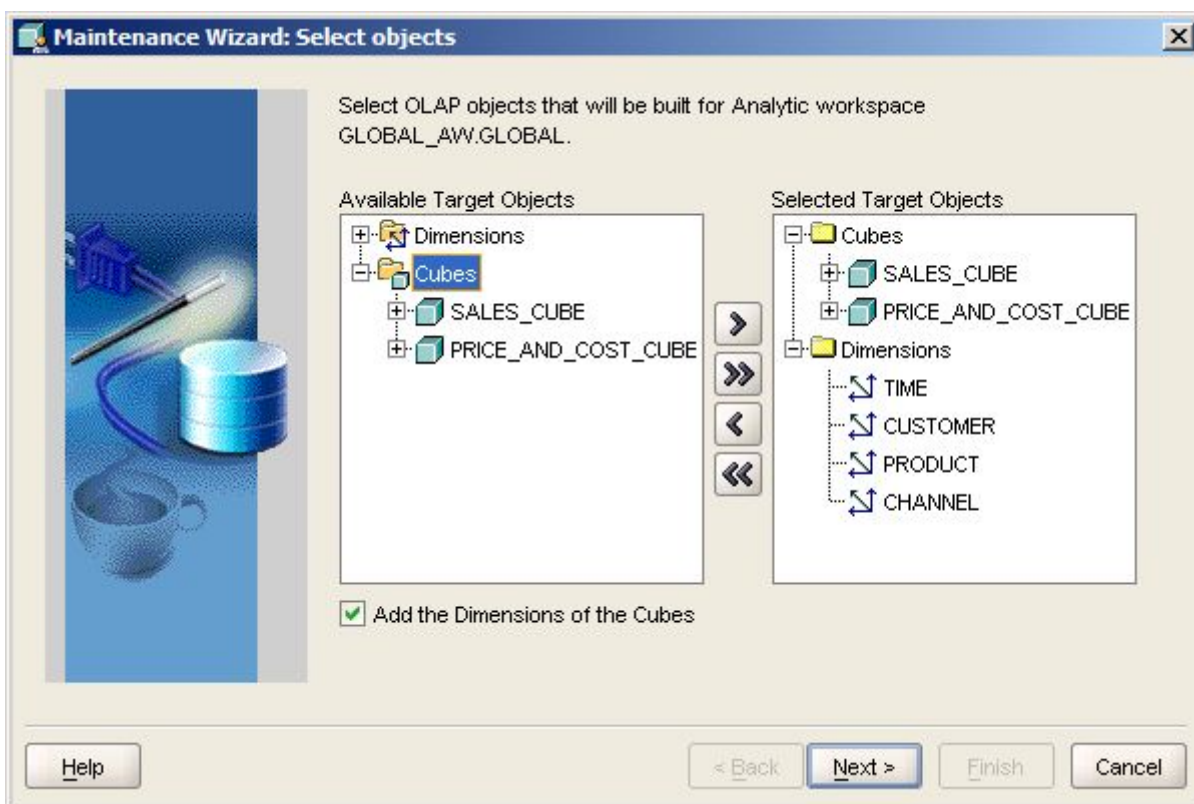 Maintenance Wizard: Select objects
Select OLAP objects that will be built for Analytic workspace
GLOBAL_AW.GLOBAL.
Available Target Objects
Dimensions
Cubes
SALES_CUBE
PRICE_AND_COST_CUBE
Selected Target Objects
Cubes
SALES_CUBE
PRICE_AND_COST_CUBE
Dimensions
TIME
CUSTOMER
PRODUCT
CHANNEL
Add the Dimensions of the Cubes
Help
< Back
Next >
Finish
Cancel